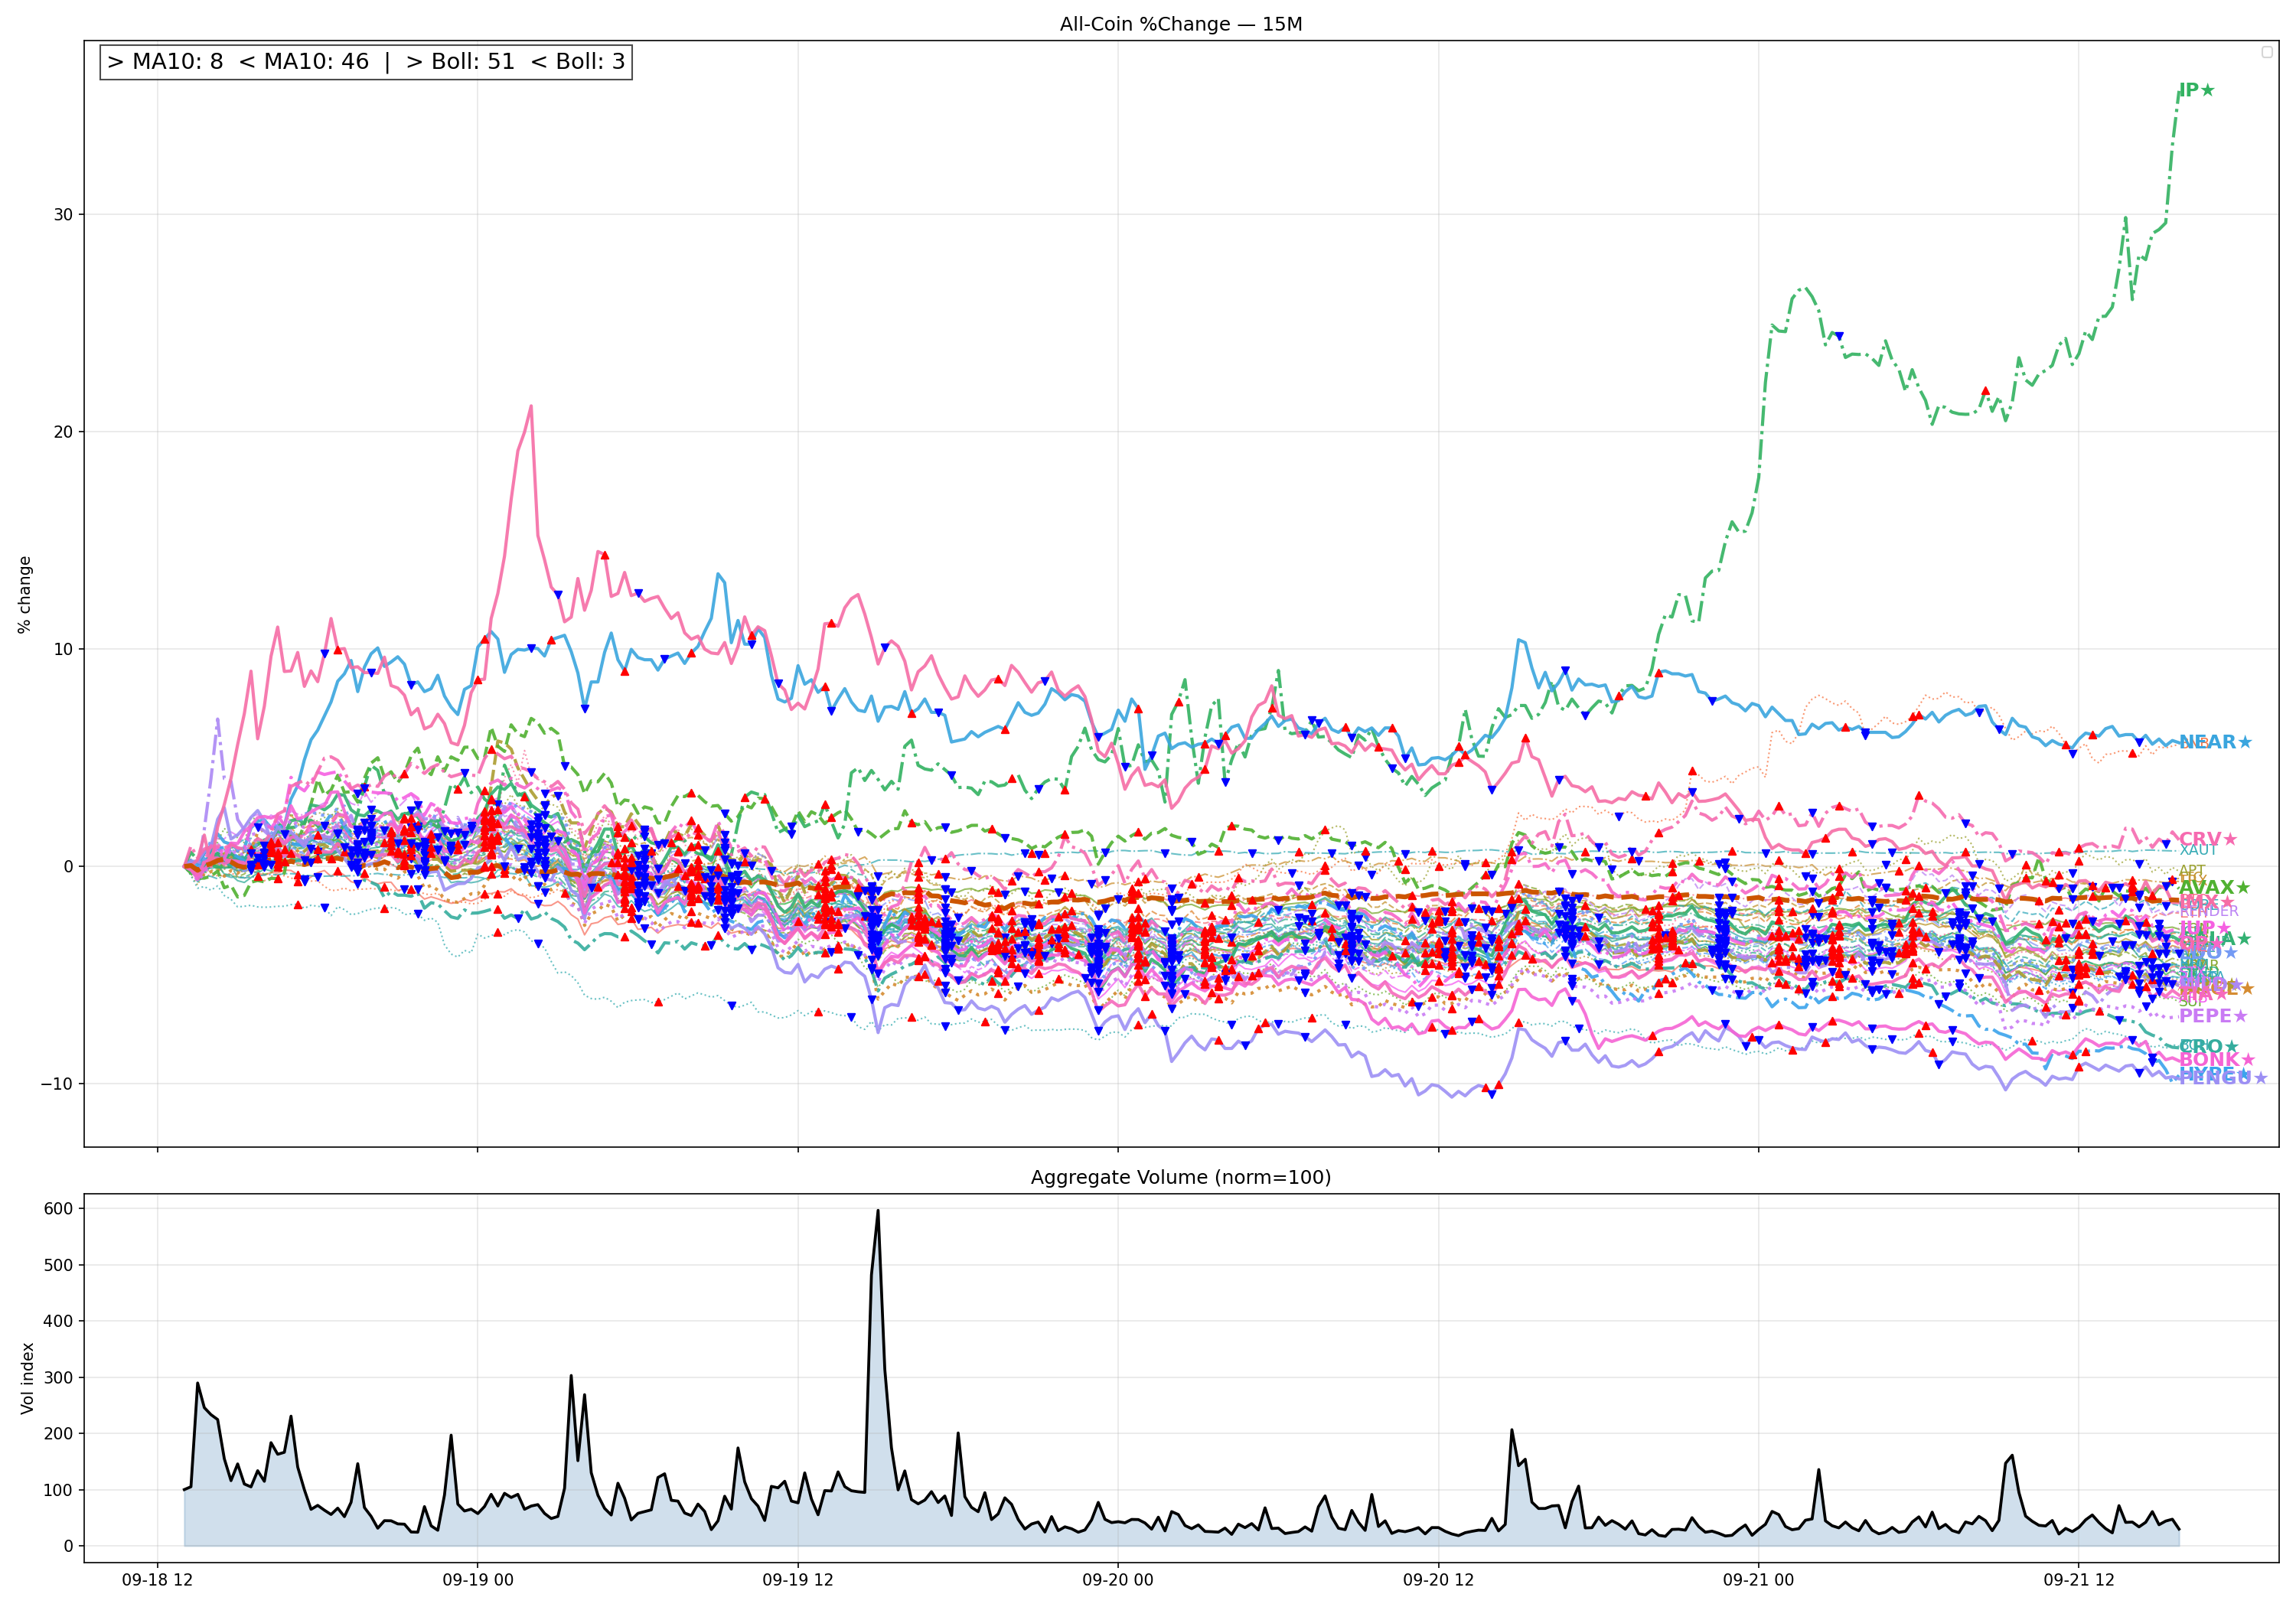 All-Coin %Change — 15M
> MA10: 8  < MA10: 46  |  > Boll: 51  < Boll: 3
% change
30
20
10
0
−10
IP★
NEAR★
CRV★
XAUT
APT
AVAX★
JUP★
PEPE★
CRO★
BONK★
HYPE★
PENGU★
Aggregate Volume (norm=100)
Vol index
600
500
400
300
200
100
0
09-18 12
09-19 00
09-19 12
09-20 00
09-20 12
09-21 00
09-21 12